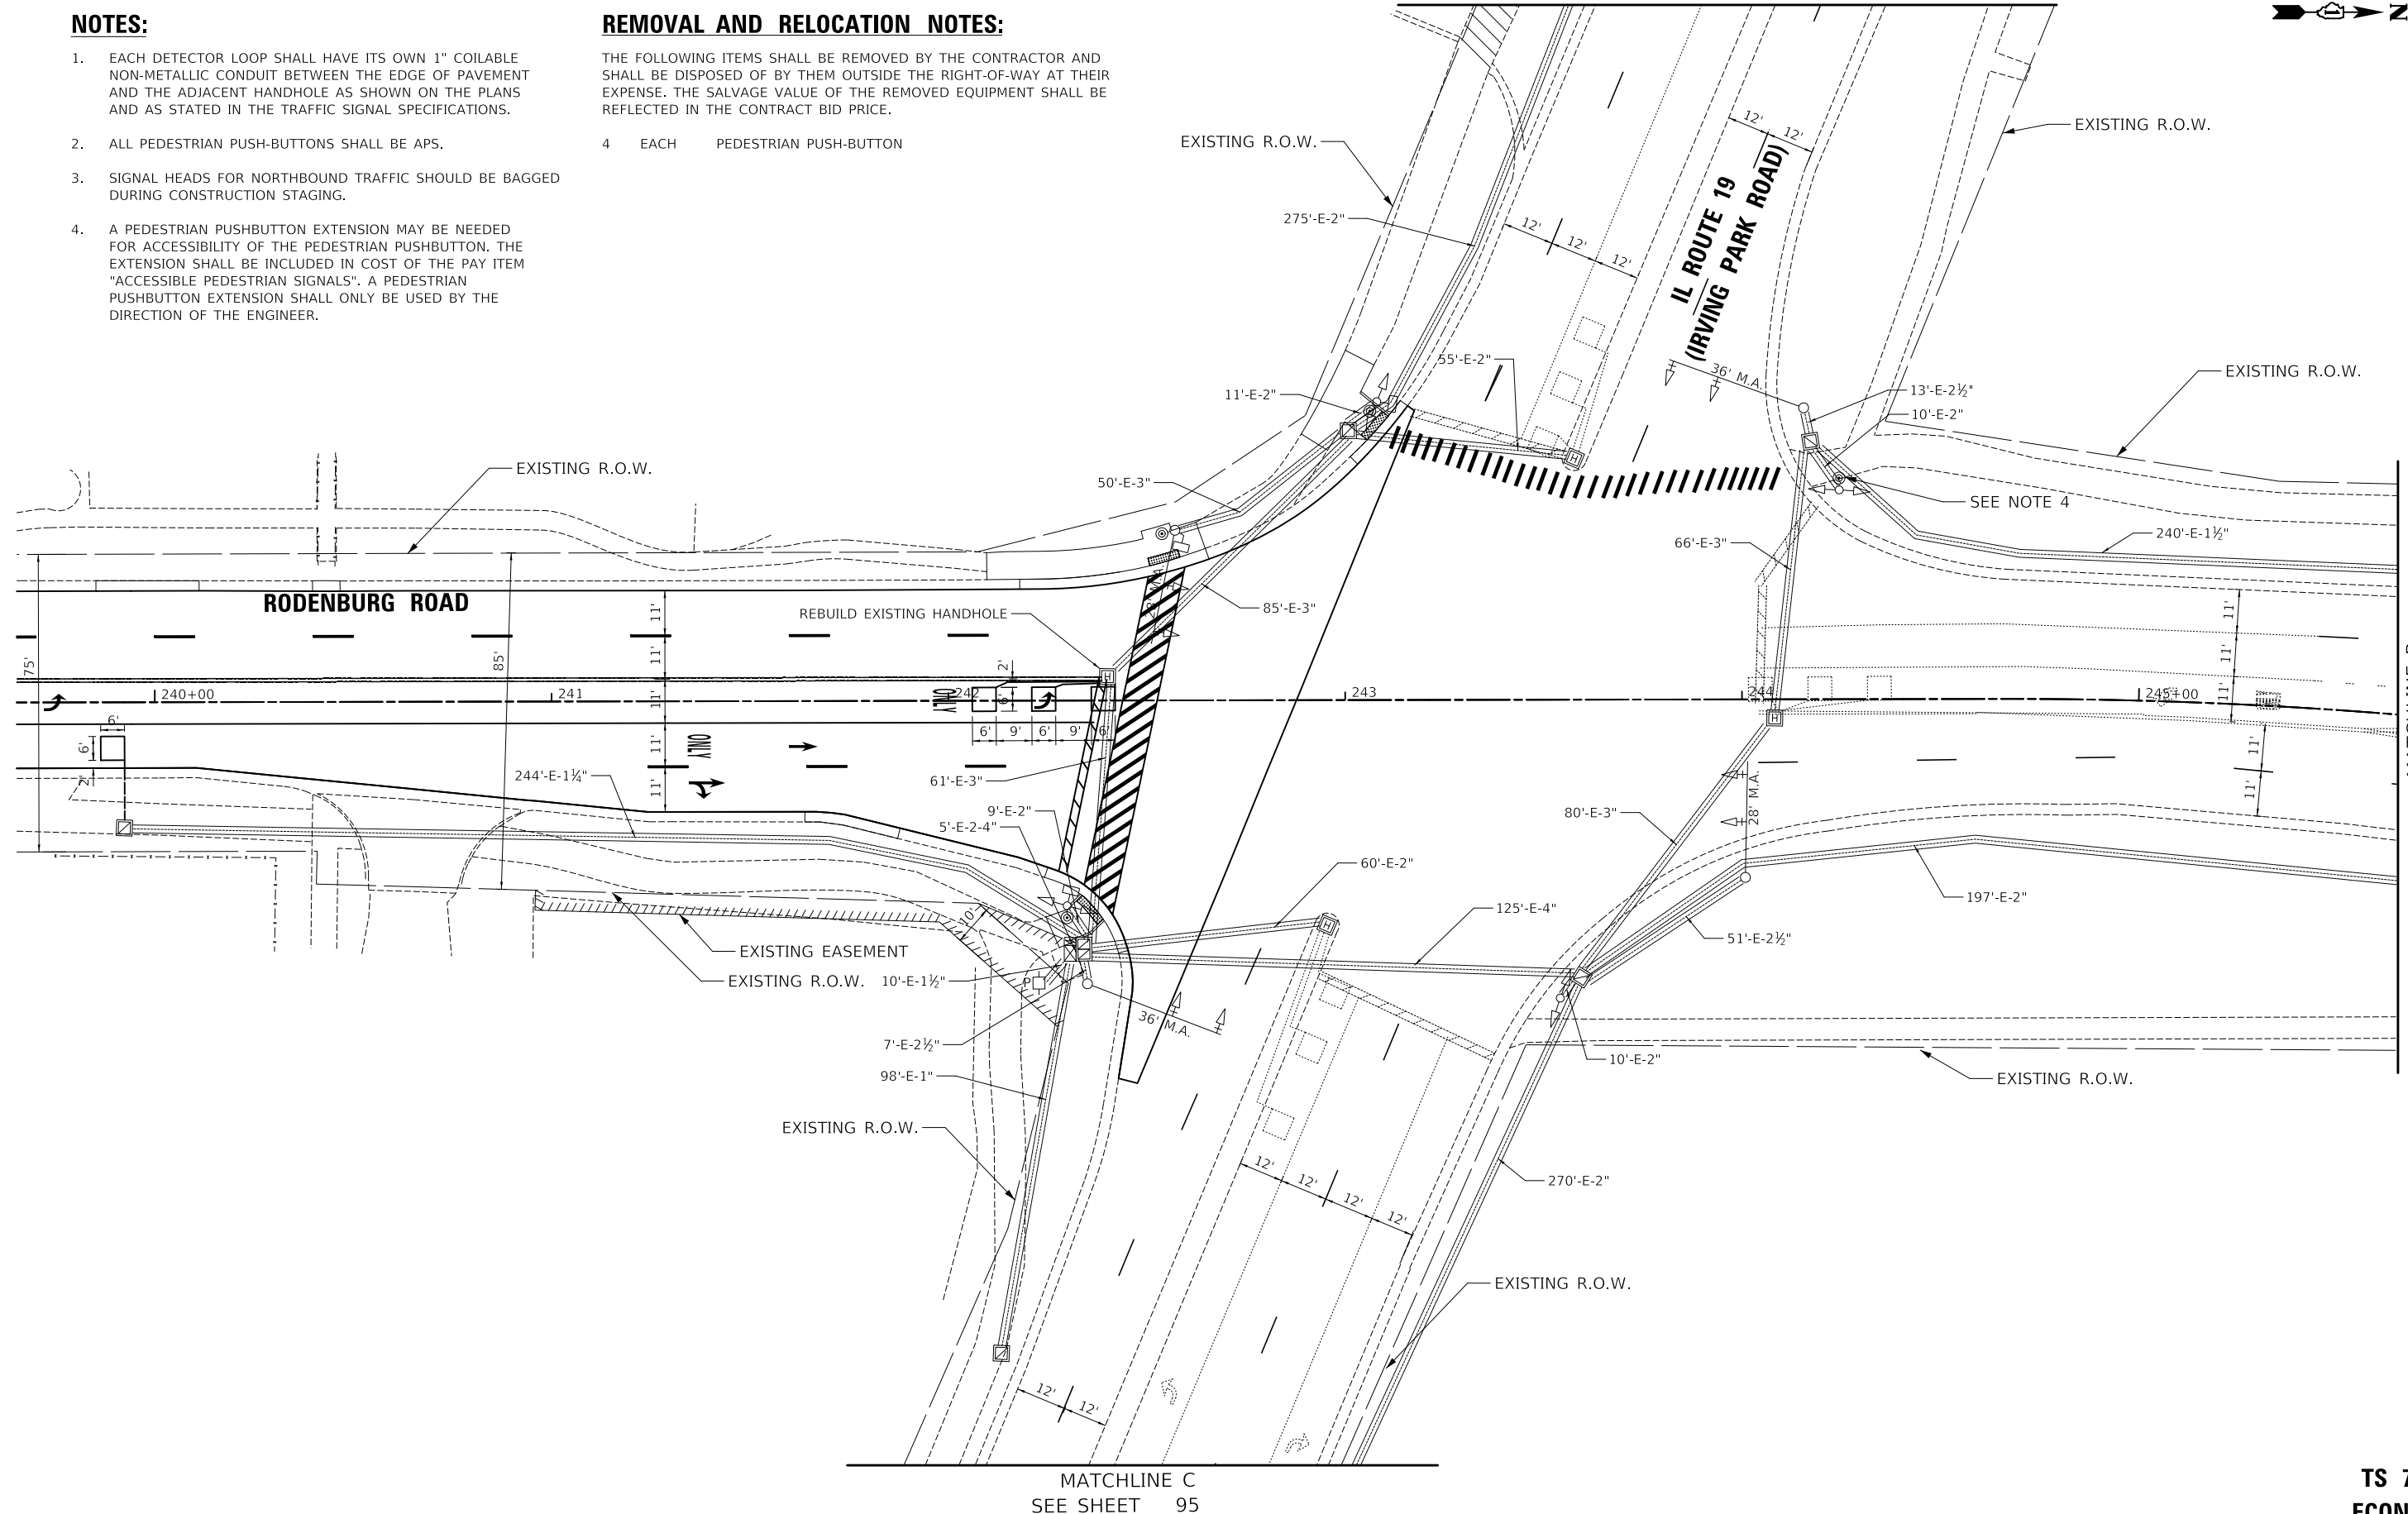 NOTES:
1. EACH DETECTOR LOOP SHALL HAVE ITS OWN 1" COILABLE
NON-METALLIC CONDUIT BETWEEN THE EDGE OF PAVEMENT
AND THE ADJACENT HANDHOLE AS SHOWN ON THE PLANS
AND AS STATED IN THE TRAFFIC SIGNAL SPECIFICATIONS.
2. ALL PEDESTRIAN PUSH-BUTTONS SHALL BE APS.
3. SIGNAL HEADS FOR NORTHBOUND TRAFFIC SHOULD BE BAGGED
DURING CONSTRUCTION STAGING.
4. A PEDESTRIAN PUSHBUTTON EXTENSION MAY BE NEEDED
FOR ACCESSIBILITY OF THE PEDESTRIAN PUSHBUTTON. THE
EXTENSION SHALL BE INCLUDED IN COST OF THE PAY ITEM
"ACCESSIBLE PEDESTRIAN SIGNALS". A PEDESTRIAN
PUSHBUTTON EXTENSION SHALL ONLY BE USED BY THE
DIRECTION OF THE ENGINEER.
REMOVAL AND RELOCATION NOTES:
THE FOLLOWING ITEMS SHALL BE REMOVED BY THE CONTRACTOR AND
SHALL BE DISPOSED OF BY THEM OUTSIDE THE RIGHT-OF-WAY AT THEIR
EXPENSE. THE SALVAGE VALUE OF THE REMOVED EQUIPMENT SHALL BE
REFLECTED IN THE CONTRACT BID PRICE.
4 EACH PEDESTRIAN PUSH-BUTTON
N
EXISTING R.O.W.
EXISTING R.O.W.
12'
12'
275'-E-2"
12'
12'
12'
IL ROUTE 19
(IRVING PARK ROAD)
55'-E-2"
36' M.A.
EXISTING R.O.W.
11'-E-2"
13'-E-2½"
10'-E-2"
EXISTING R.O.W.
50'-E-3"
SEE NOTE 4
66'-E-3"
240'-E-1½"
RODENBURG ROAD
REBUILD EXISTING HANDHOLE
85'-E-3"
28' M.A.
75'
85'
11'
11'
11'
11'
11'
2'
6'
H
H
H
H
240+00
241
242
243
244
245+00
ONLY
ONLY
11'
11'
11'
11'
11'
6'
6'
2'
6'
9'
6'
9'
6'
244'-E-1¼"
61'-E-3"
9'-E-2"
5'-E-2-4"
80'-E-3"
28' M.A.
60'-E-2"
125'-E-4"
197'-E-2"
51'-E-2½"
10'
EXISTING EASEMENT
EXISTING R.O.W.
10'-E-1½"
P
36' M.A.
7'-E-2½"
10'-E-2"
98'-E-1"
EXISTING R.O.W.
EXISTING R.O.W.
12'
12'
12'
12'
270'-E-2"
EXISTING R.O.W.
12'
12'
MATCHLINE C
SEE SHEET 95
TS 7
ECON